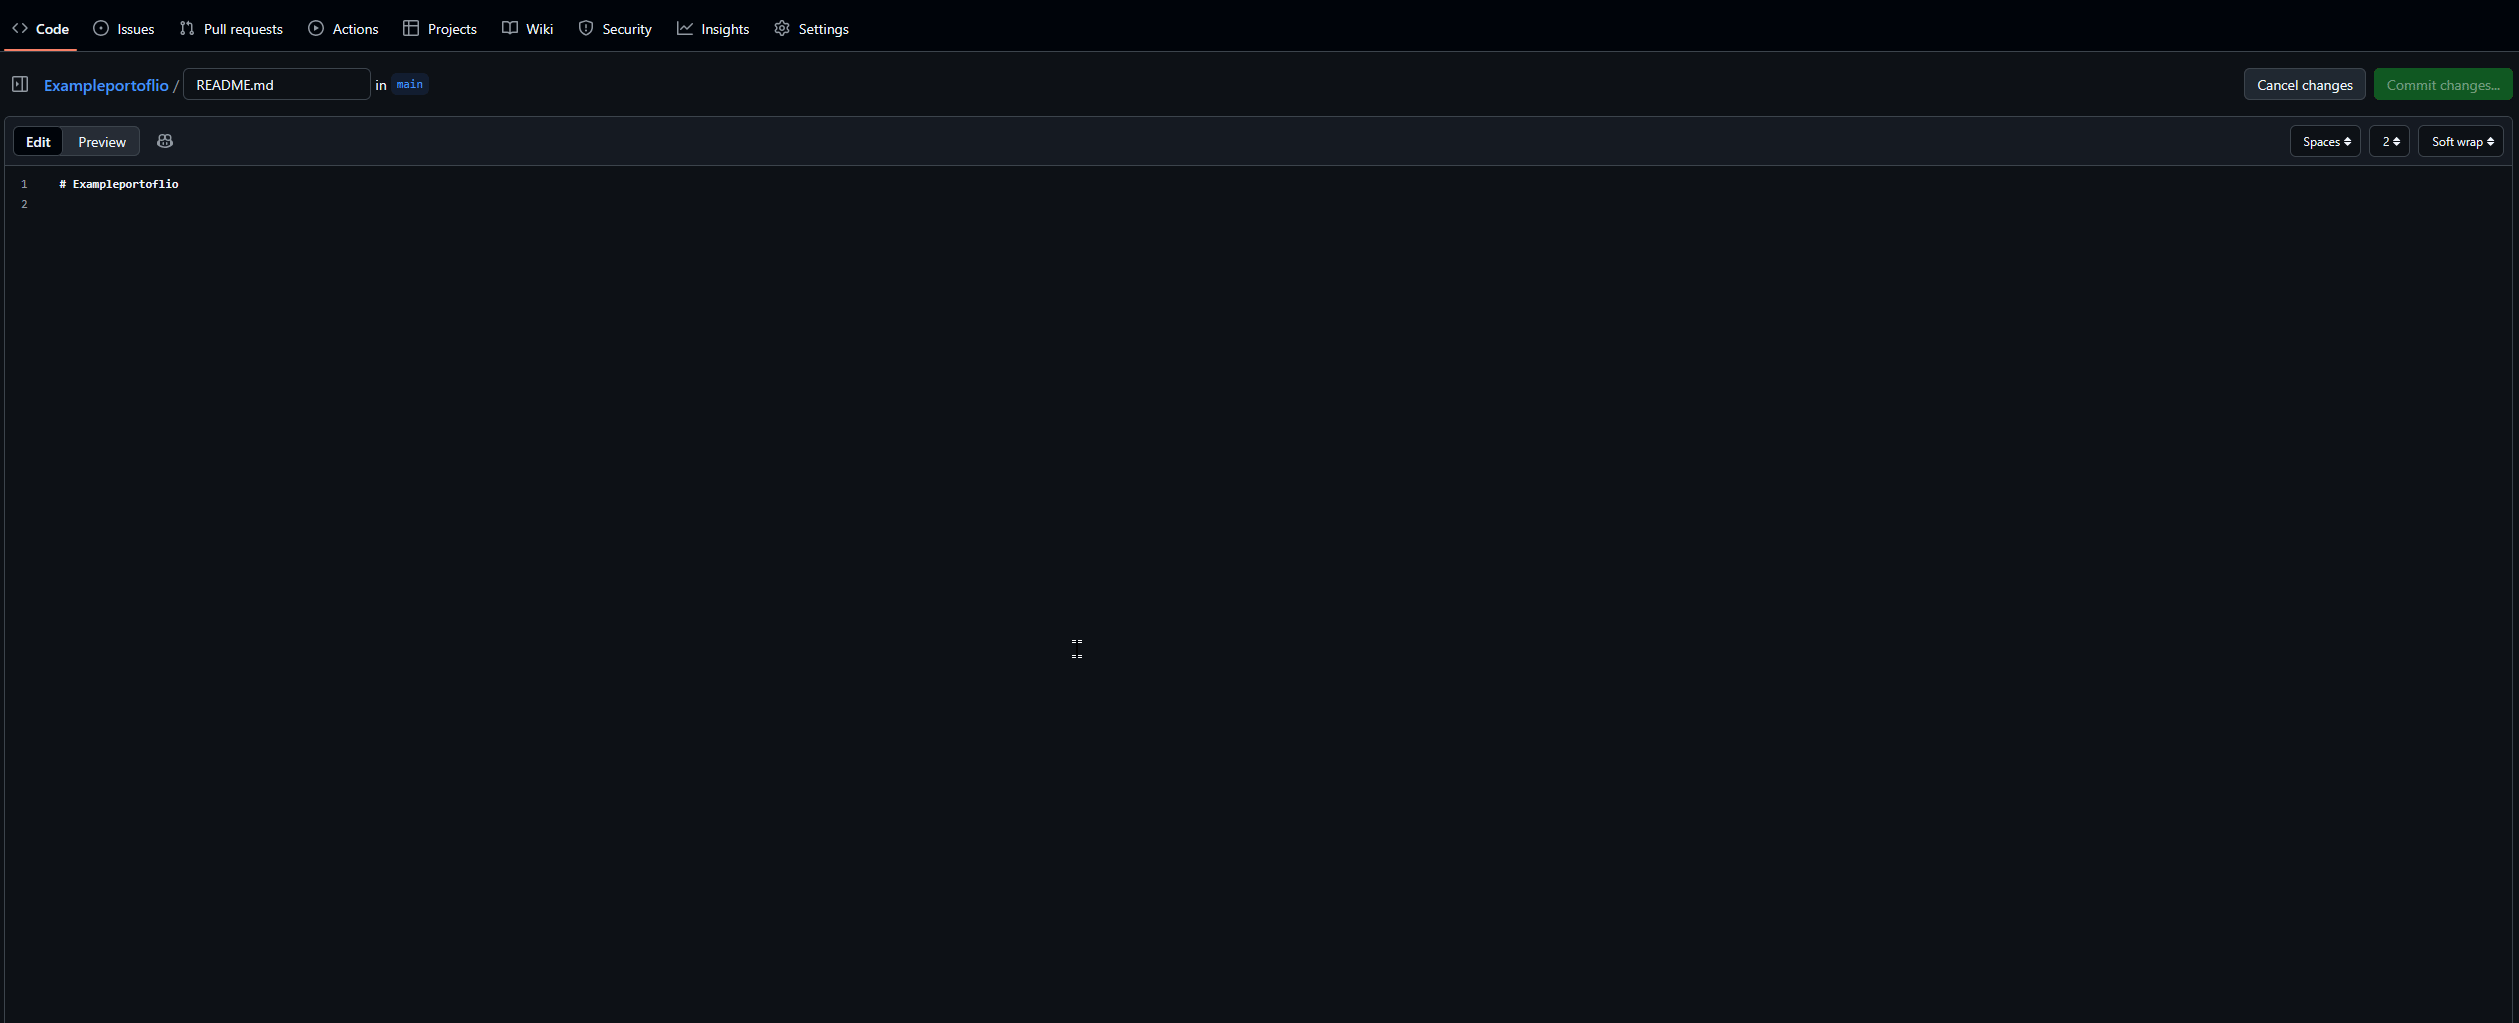 Code Issues Pull requests Actions Projects Wiki Security Insights Settings
Exampleportoflio / README.md in main Cancel changes Commit changes...
Edit Preview Spaces 2 Soft wrap
1 # Exampleportoflio
2